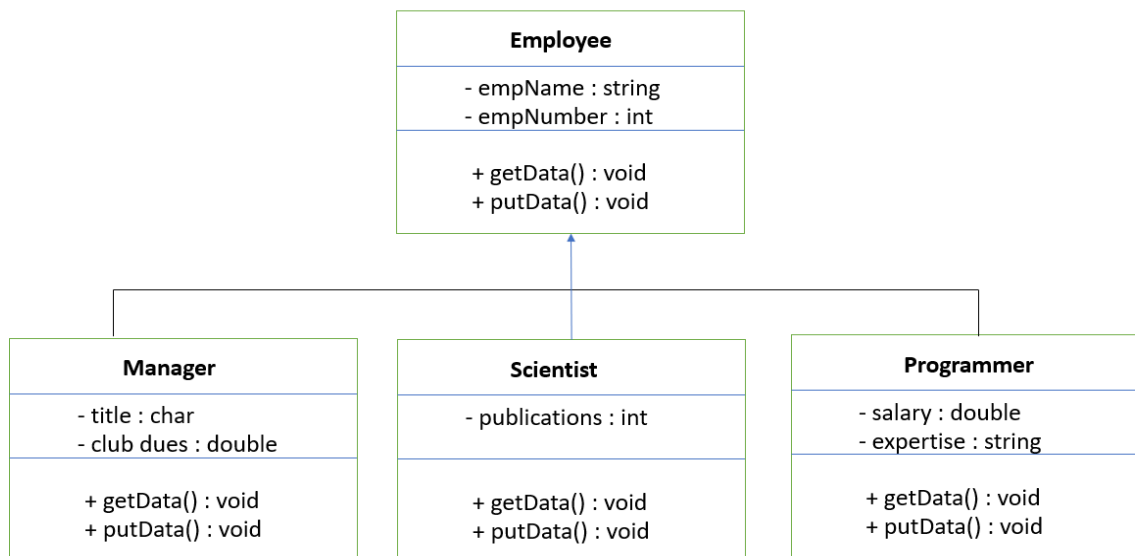 Employee
- empName : string
- empNumber : int
+ getData() : void
+ putData() : void
Manager
- title : char
- club dues : double
+ getData() : void
+ putData() : void
Scientist
- publications : int
+ getData() : void
+ putData() : void
Programmer
- salary : double
- expertise : string
+ getData() : void
+ putData() : void